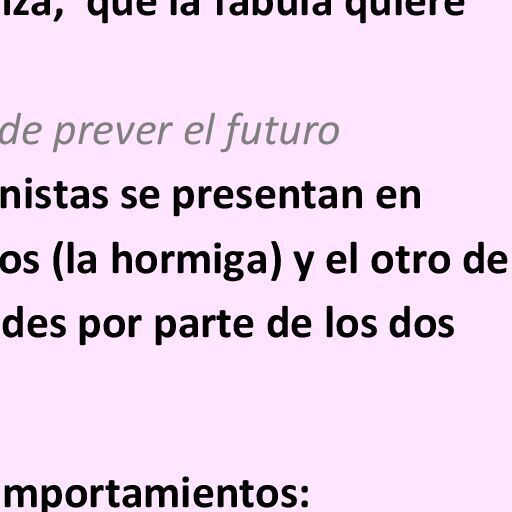 nza, que la fábula quiere
de prever el futuro
nistas se presentan en
os (la hormiga) y el otro de
des por parte de los dos
mportamientos: